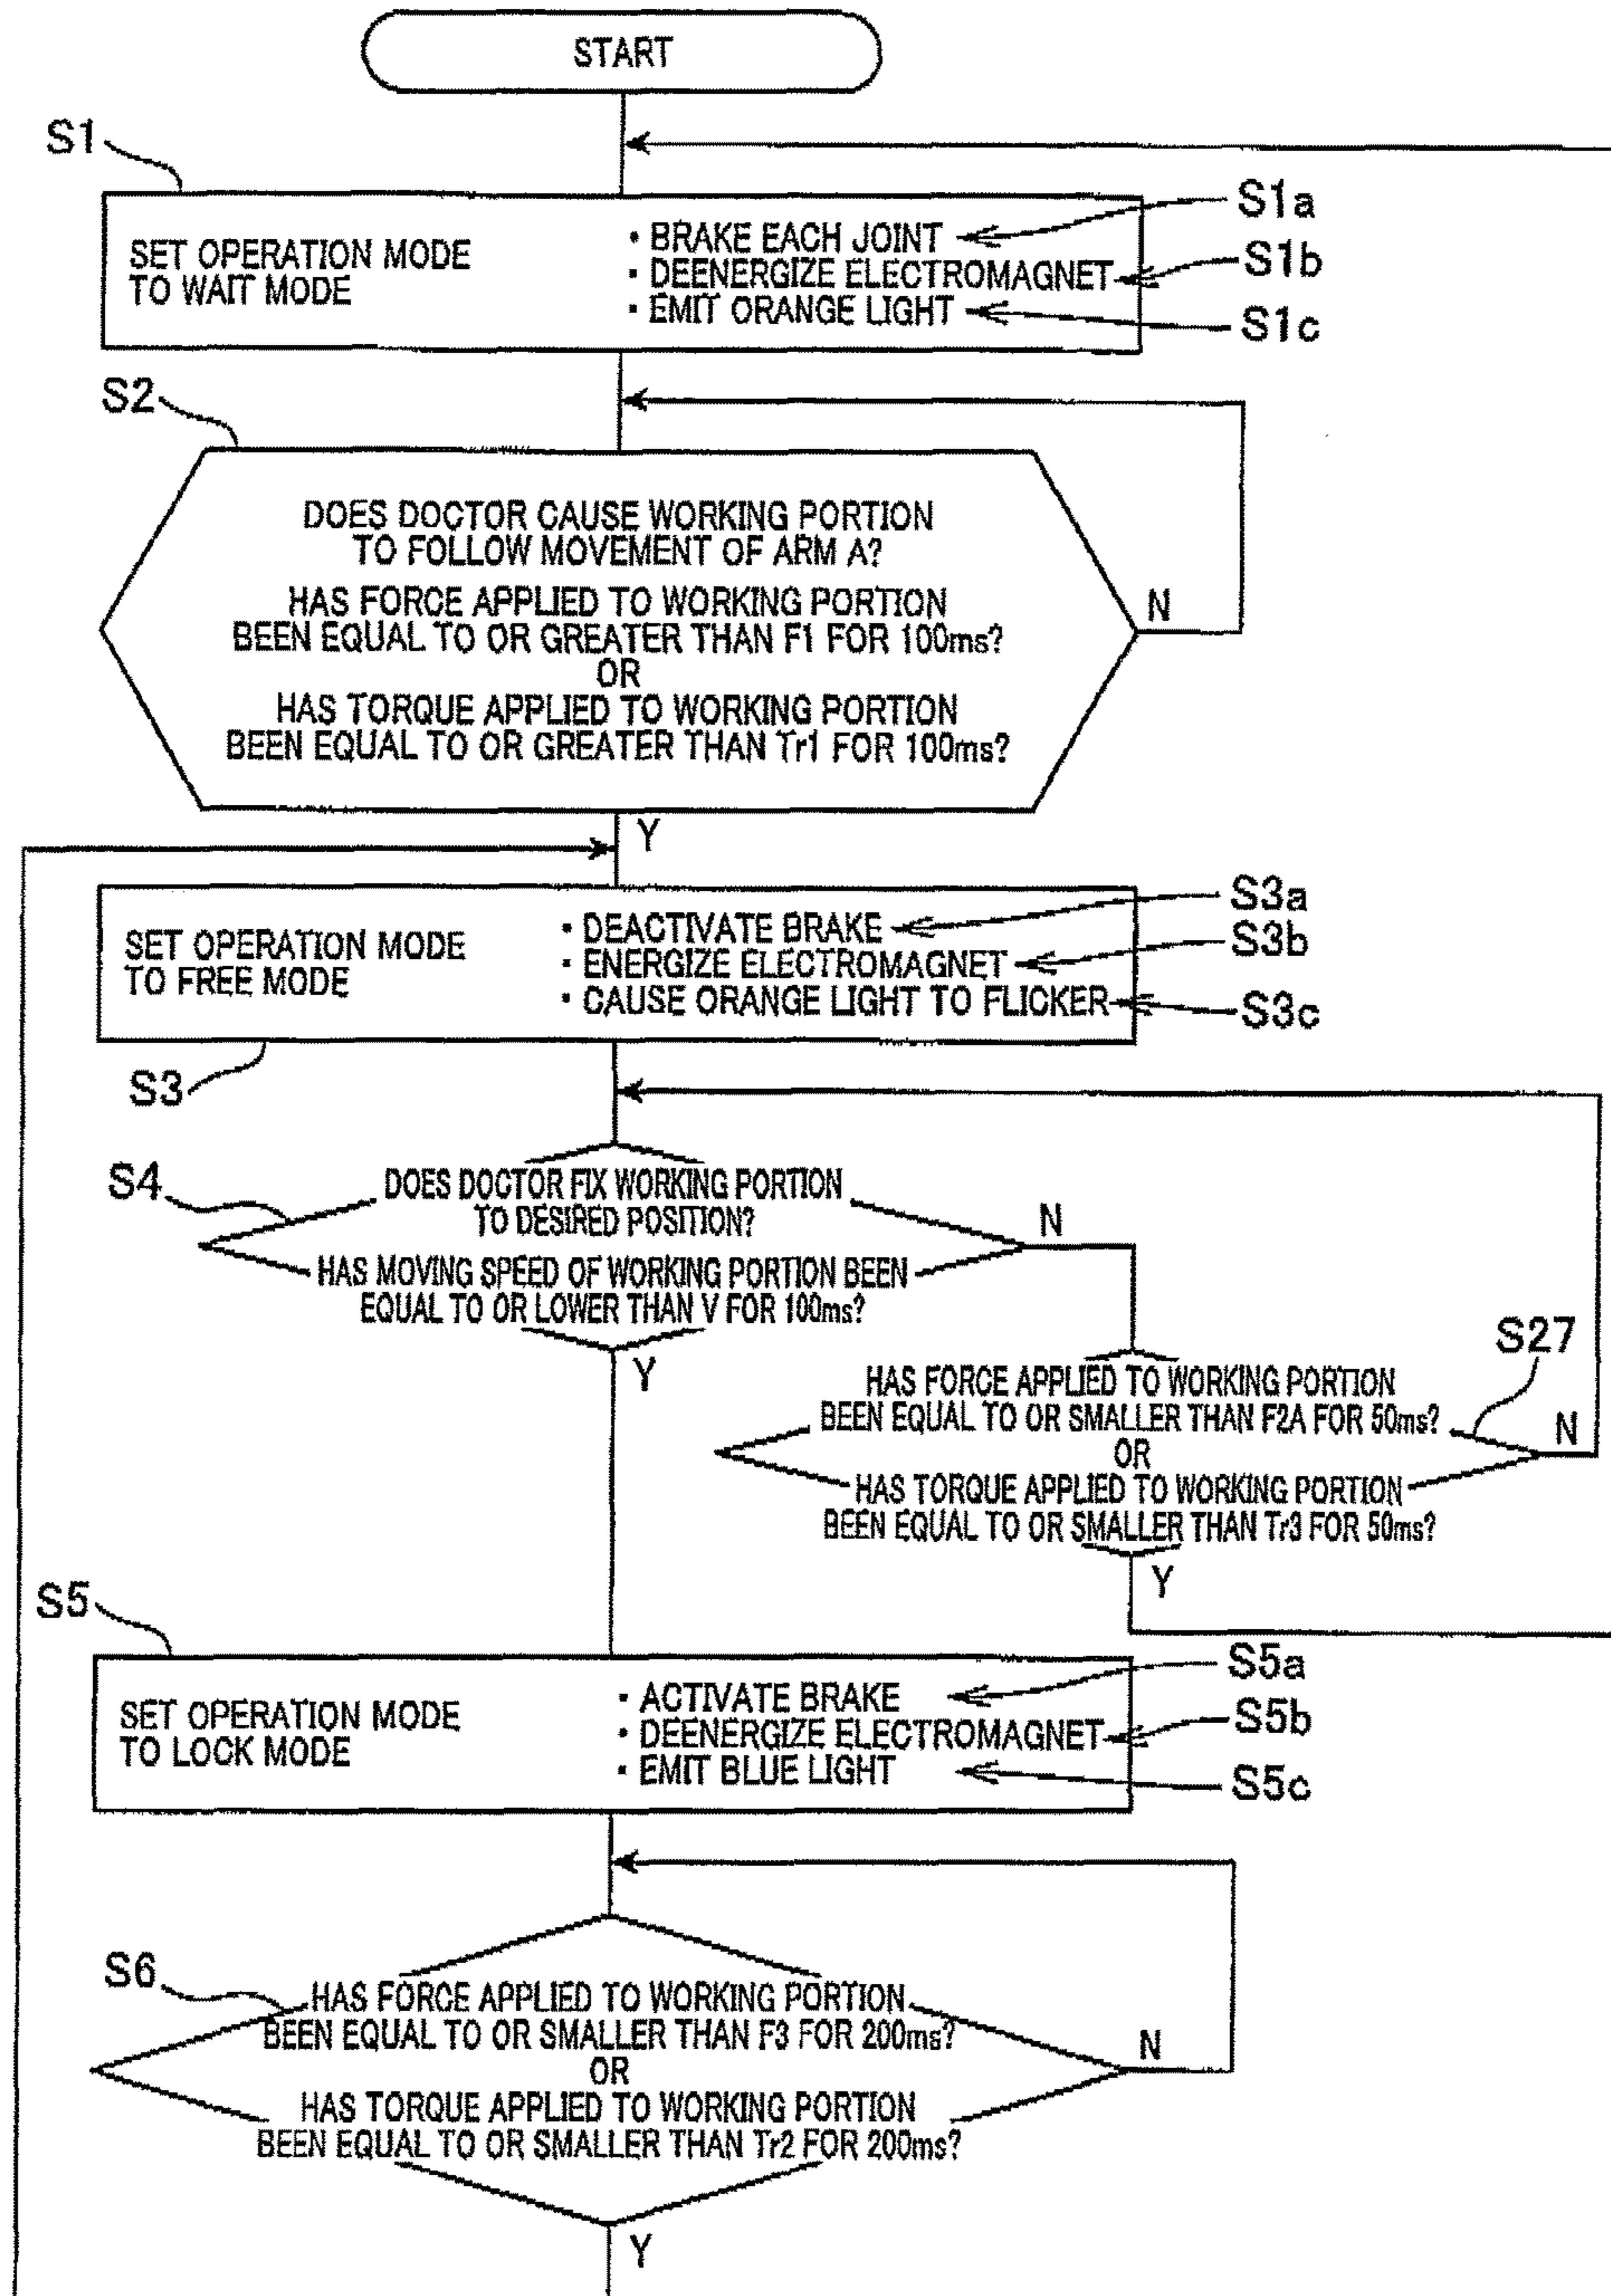 START
S1
SET OPERATION MODE
TO WAIT MODE
・BRAKE EACH JOINT
・DEENERGIZE ELECTROMAGNET
・EMIT ORANGE LIGHT
S1a
S1b
S1c
S2
DOES DOCTOR CAUSE WORKING PORTION
TO FOLLOW MOVEMENT OF ARM A?
HAS FORCE APPLIED TO WORKING PORTION
BEEN EQUAL TO OR GREATER THAN F1 FOR 100ms?
OR
HAS TORQUE APPLIED TO WORKING PORTION
BEEN EQUAL TO OR GREATER THAN Tr1 FOR 100ms?
N
Y
SET OPERATION MODE
TO FREE MODE
・DEACTIVATE BRAKE
・ENERGIZE ELECTROMAGNET
・CAUSE ORANGE LIGHT TO FLICKER
S3a
S3b
S3c
S3
S4
DOES DOCTOR FIX WORKING PORTION
TO DESIRED POSITION?
HAS MOVING SPEED OF WORKING PORTION BEEN
EQUAL TO OR LOWER THAN V FOR 100ms?
N
Y
S27
HAS FORCE APPLIED TO WORKING PORTION
BEEN EQUAL TO OR SMALLER THAN F2A FOR 50ms?
OR
HAS TORQUE APPLIED TO WORKING PORTION
BEEN EQUAL TO OR SMALLER THAN Tr3 FOR 50ms?
N
Y
S5
SET OPERATION MODE
TO LOCK MODE
・ACTIVATE BRAKE
・DEENERGIZE ELECTROMAGNET
・EMIT BLUE LIGHT
S5a
S5b
S5c
S6
HAS FORCE APPLIED TO WORKING PORTION
BEEN EQUAL TO OR SMALLER THAN F3 FOR 200ms?
OR
HAS TORQUE APPLIED TO WORKING PORTION
BEEN EQUAL TO OR SMALLER THAN Tr2 FOR 200ms?
N
Y